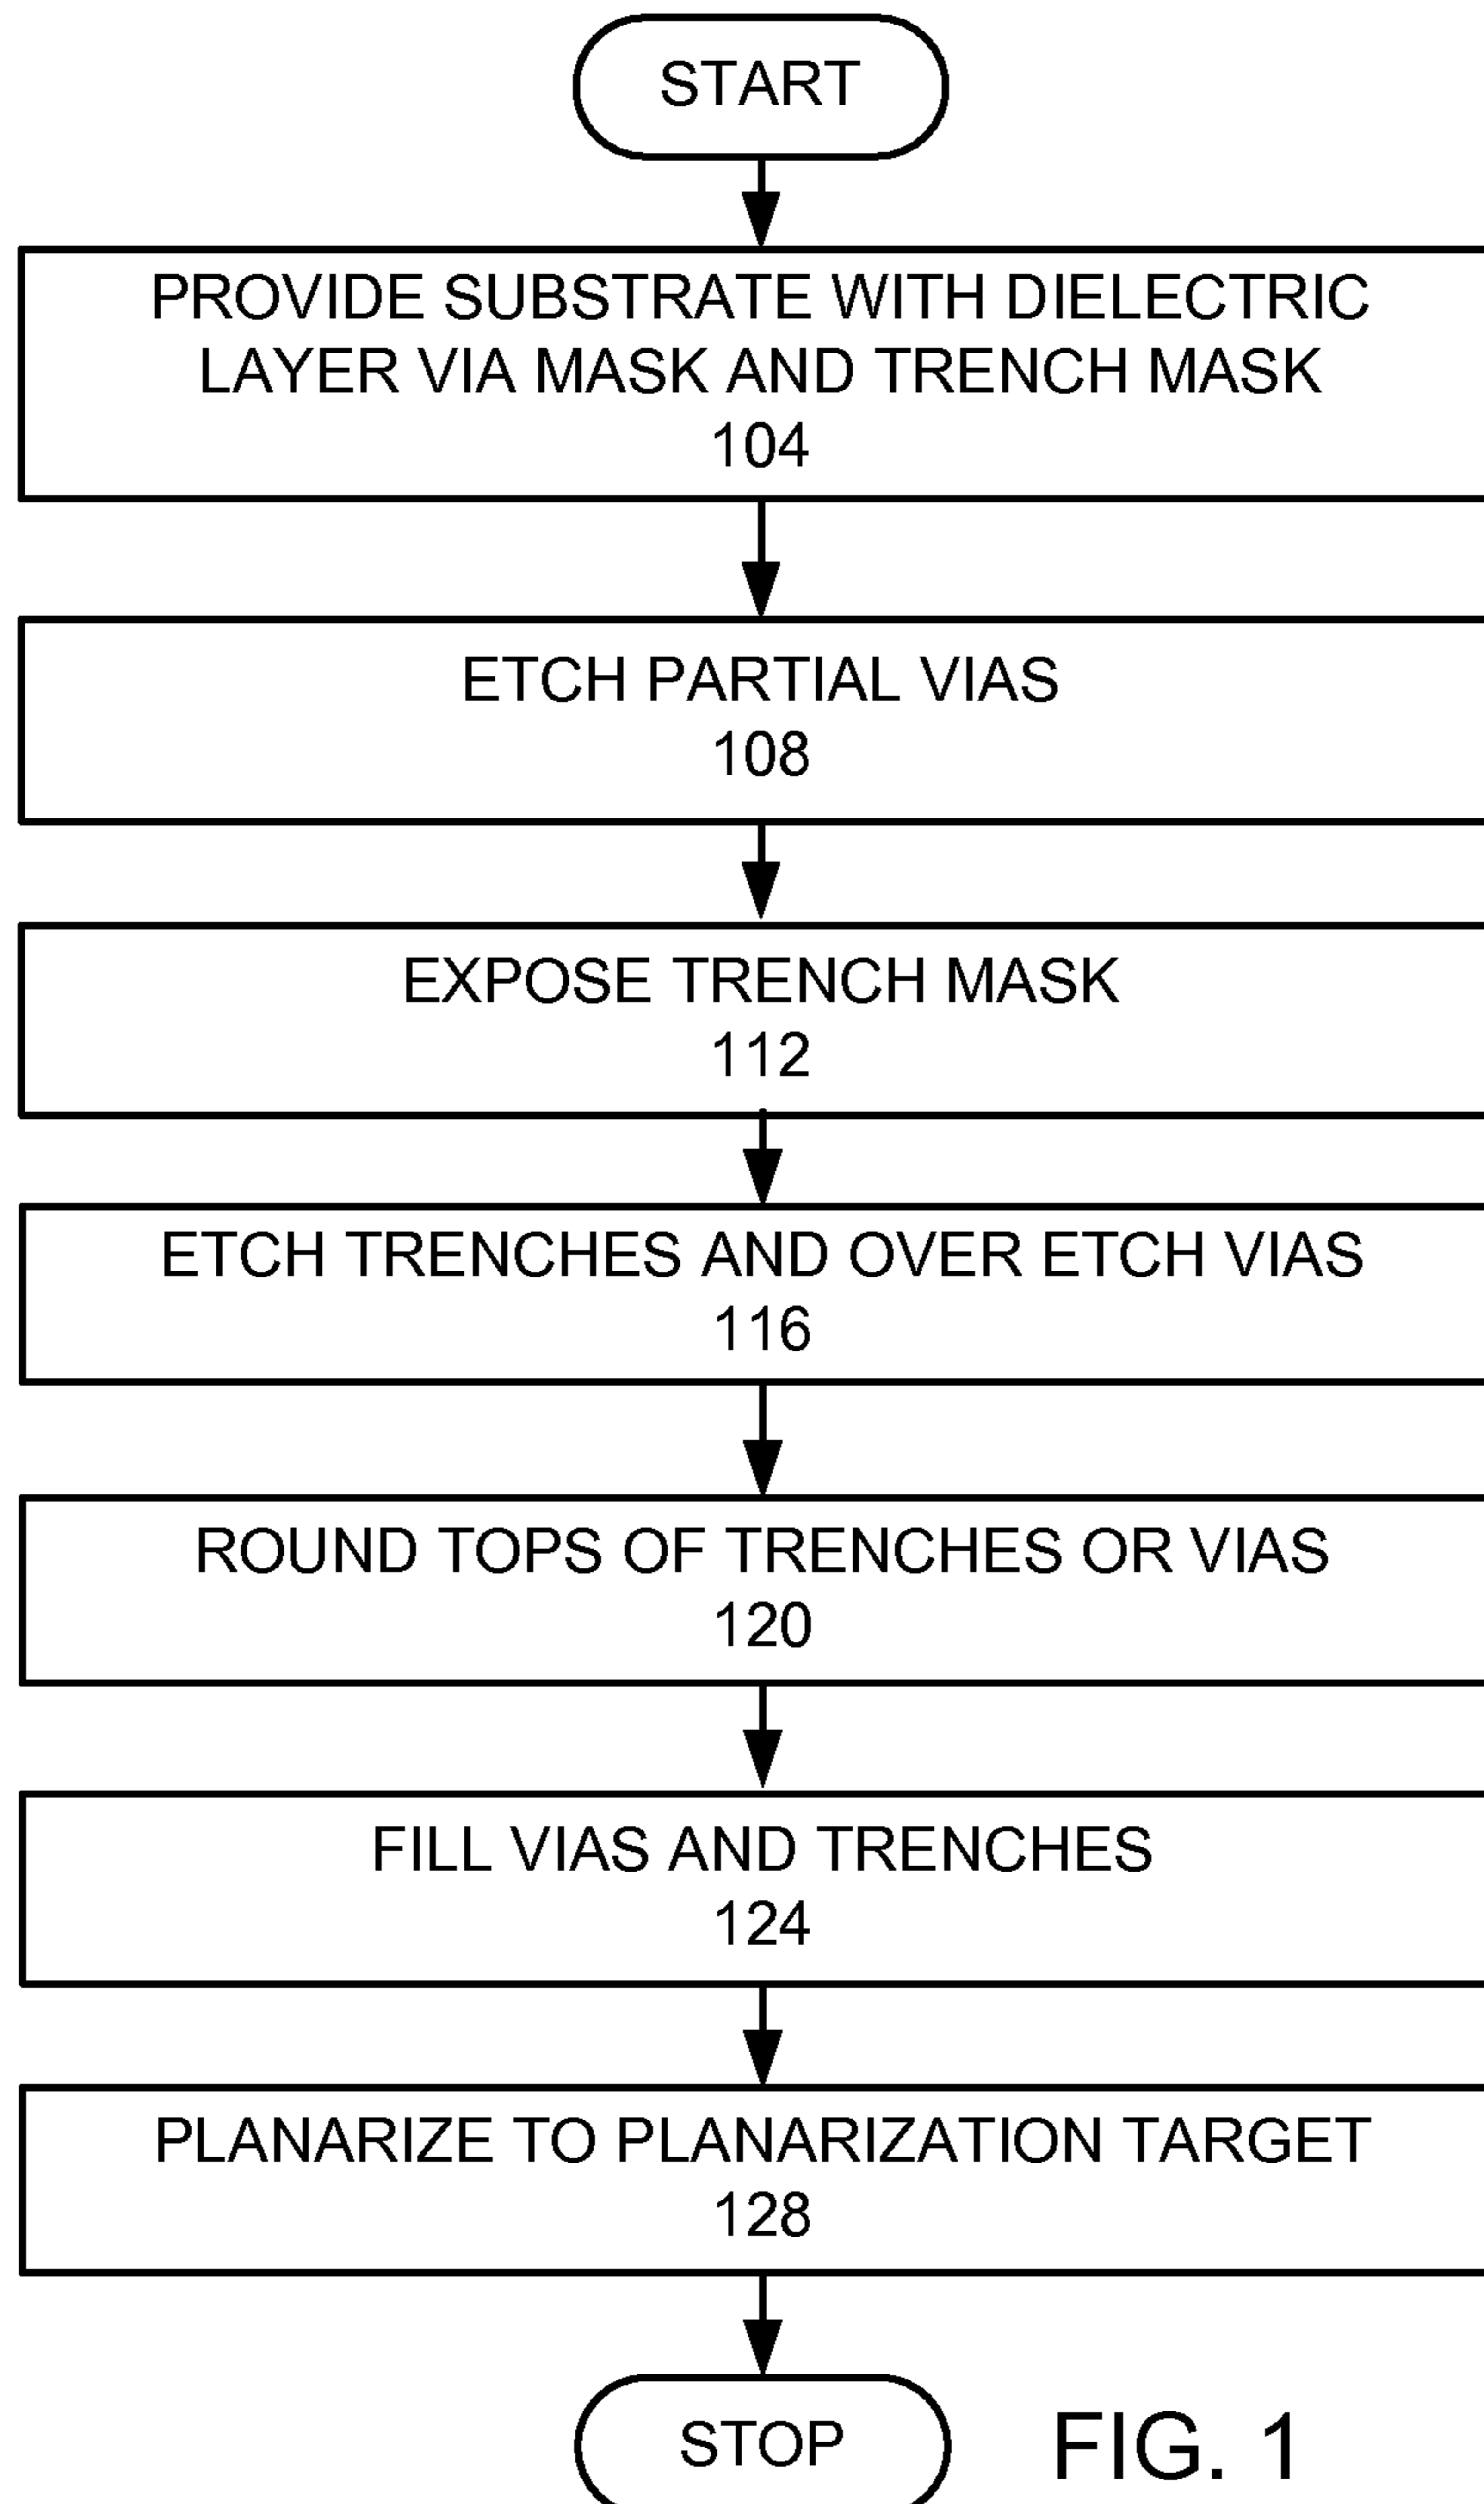 START
PROVIDE SUBSTRATE WITH DIELECTRIC
LAYER VIA MASK AND TRENCH MASK
104
ETCH PARTIAL VIAS
108
EXPOSE TRENCH MASK
112
ETCH TRENCHES AND OVER ETCH VIAS
116
ROUND TOPS OF TRENCHES OR VIAS
120
FILL VIAS AND TRENCHES
124
PLANARIZE TO PLANARIZATION TARGET
128
STOP
FIG. 1